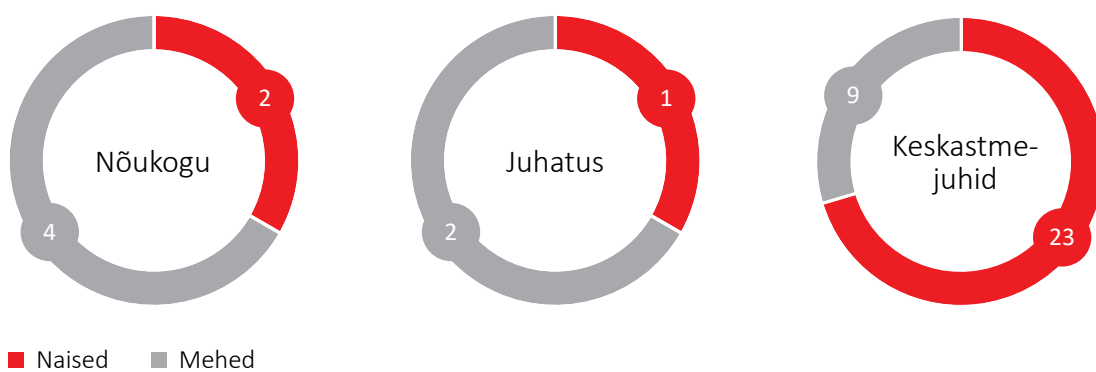 2
Nõukogu
4
1
Juhatus
2
9
Keskastme-
juhid
23
Naised
Mehed